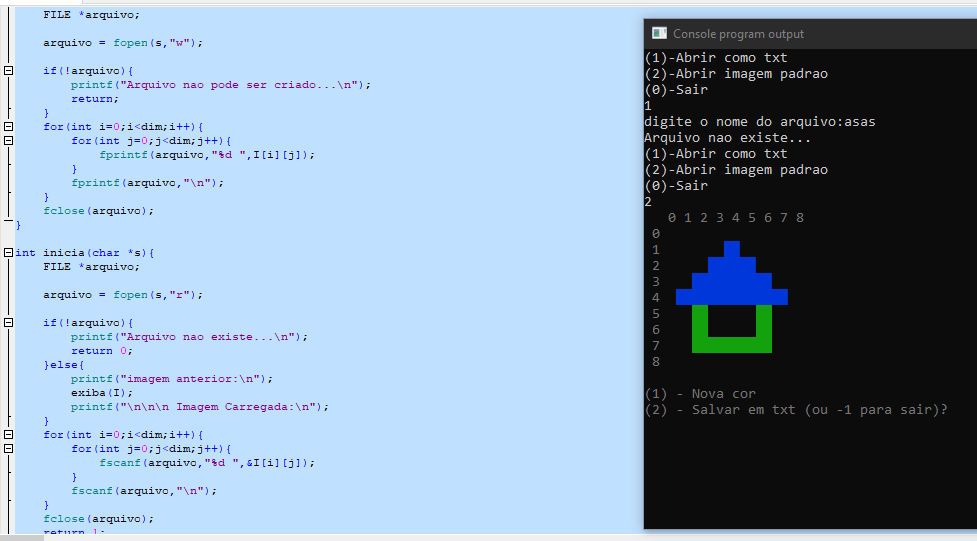 FILE *arquivo;
arquivo = fopen(s,"w");
if(!arquivo){
printf("Arquivo nao pode ser criado...\n");
return;
}
for(int i=0;i<dim;i++){
for(int j=0;j<dim;j++){
fprintf(arquivo,"%d ",I[i][j]);
}
fprintf(arquivo,"\n");
}
fclose(arquivo);
}
int inicia(char *s){
FILE *arquivo;
arquivo = fopen(s,"r");
if(!arquivo){
printf("Arquivo nao existe...\n");
return 0;
}else{
printf("imagem anterior:\n");
exiba(I);
printf("\n\n\n Imagem Carregada:\n");
}
for(int i=0;i<dim;i++){
for(int j=0;j<dim;j++){
fscanf(arquivo,"%d ",&I[i][j]);
}
fscanf(arquivo,"\n");
}
fclose(arquivo);
return 1;
Console program output
(1)-Abrir como txt
(2)-Abrir imagem padrao
(0)-Sair
1
digite o nome do arquivo:asas
Arquivo nao existe...
(1)-Abrir como txt
(2)-Abrir imagem padrao
(0)-Sair
2
0 1 2 3 4 5 6 7 8
0
1
2
3
4
5
6
7
8
(1) - Nova cor
(2) - Salvar em txt (ou -1 para sair)?